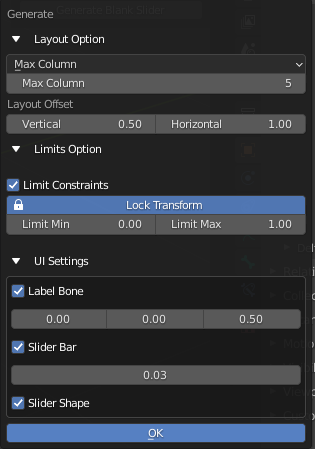 Generate
Layout Option
Max Column
Max Column 5
Layout Offset
Vertical 0.50 Horizontal 1.00
Limits Option
Limit Constraints
Lock Transform
Limit Min 0.00 Limit Max 1.00
UI Settings
Label Bone
0.00 0.00 0.50
Slider Bar
0.03
Slider Shape
OK